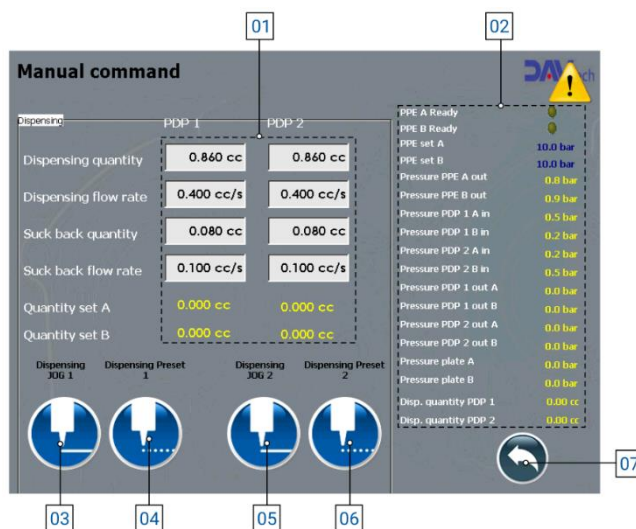 01
02
Manual command
DAV tech
Dispensing
PDP 1 PDP 2
Dispensing quantity 0.860 cc 0.860 cc
Dispensing flow rate 0.400 cc/s 0.400 cc/s
Suck back quantity 0.080 cc 0.080 cc
Suck back flow rate 0.100 cc/s 0.100 cc/s
Quantity set A 0.000 cc 0.000 cc
Quantity set B 0.000 cc 0.000 cc
Dispensing JOG 1
Dispensing Preset 1
Dispensing JOG 2
Dispensing Preset 2
PPE A Ready
PPE B Ready
PPE set A 10.0 bar
PPE set B 10.0 bar
Pressure PPE A out 0.8 bar
Pressure PPE B out 0.9 bar
Pressure PDP 1 A in 0.5 bar
Pressure PDP 1 B in 0.2 bar
Pressure PDP 2 A in 0.2 bar
Pressure PDP 2 B in 0.5 bar
Pressure PDP 1 out A 0.0 bar
Pressure PDP 1 out B 0.0 bar
Pressure PDP 2 out A 0.0 bar
Pressure PDP 2 out B 0.0 bar
Pressure plate A 0.0 bar
Pressure plate B 0.0 bar
Disp. quantity PDP 1 0.00 cc
Disp. quantity PDP 2 0.00 cc
07
03
04
05
06